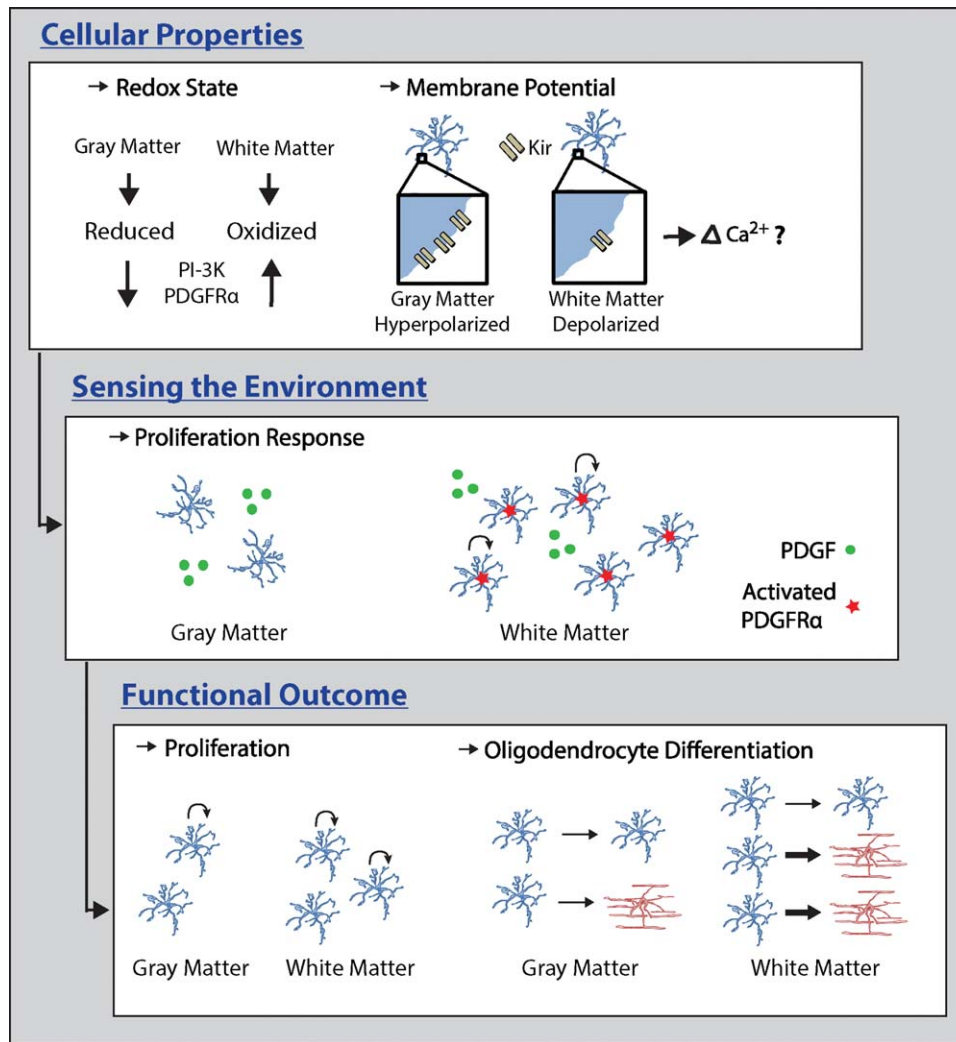 Cellular Properties
→ Redox State
→ Membrane Potential
Gray Matter
White Matter
Reduced
Oxidized
PI-3K
PDGFRα
Kir
Gray Matter
Hyperpolarized
White Matter
Depolarized
Δ Ca²⁺ ?
Sensing the Environment
→ Proliferation Response
PDGF
Activated
PDGFRα
Gray Matter
White Matter
Functional Outcome
→ Proliferation
→ Oligodendrocyte Differentiation
Gray Matter
White Matter
Gray Matter
White Matter